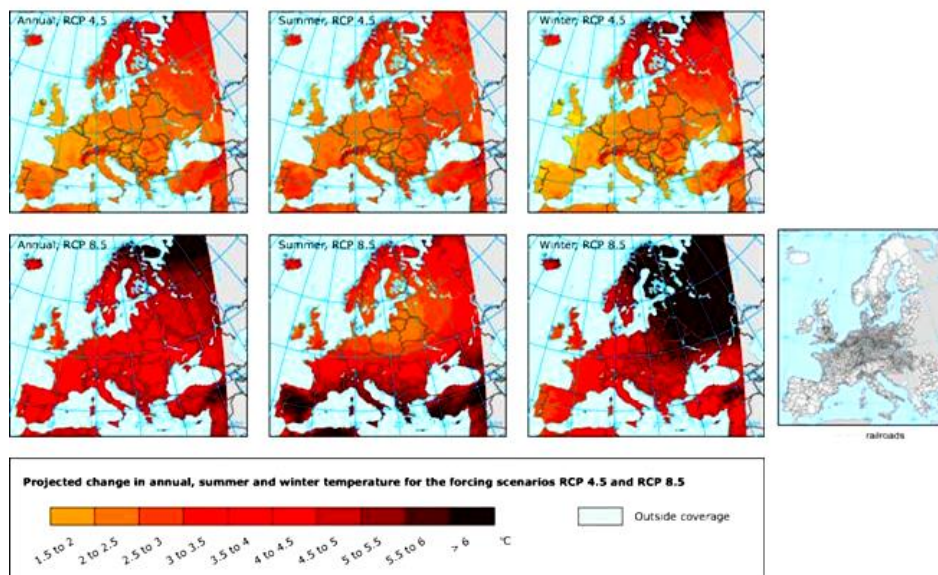 Annual, RCP 4.5
Summer, RCP 4.5
Winter, RCP 4.5
Annual, RCP 8.5
Summer, RCP 8.5
Winter, RCP 8.5
railroads
Projected change in annual, summer and winter temperature for the forcing scenarios RCP 4.5 and RCP 8.5
1.5 to 2
2 to 2.5
2.5 to 3
3 to 3.5
3.5 to 4
4 to 4.5
4.5 to 5
5 to 5.5
5.5 to 6
> 6
°C
Outside coverage